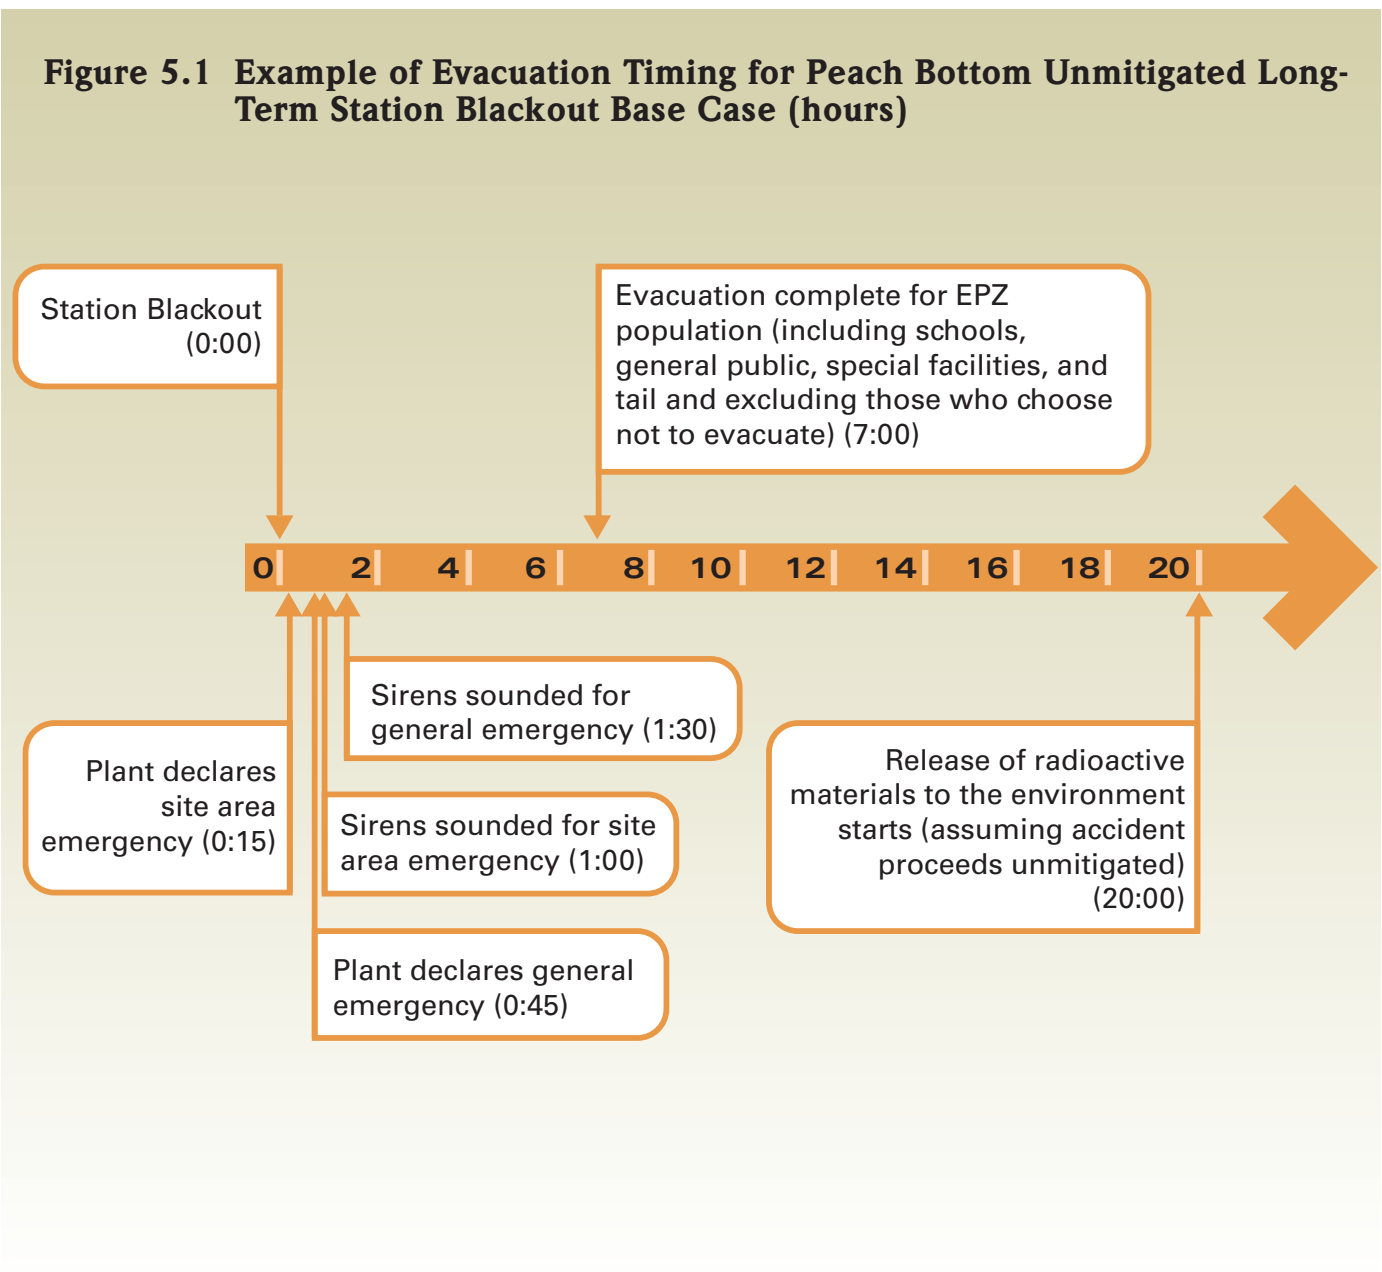 Figure 5.1 Example of Evacuation Timing for Peach Bottom Unmitigated Long-
Term Station Blackout Base Case (hours)
Station Blackout
(0:00)
Evacuation complete for EPZ
population (including schools,
general public, special facilities, and
tail and excluding those who choose
not to evacuate) (7:00)
0 2 4 6 8 10 12 14 16 18 20
Sirens sounded for
general emergency (1:30)
Plant declares
site area
emergency (0:15)
Sirens sounded for site
area emergency (1:00)
Plant declares general
emergency (0:45)
Release of radioactive
materials to the environment
starts (assuming accident
proceeds unmitigated)
(20:00)